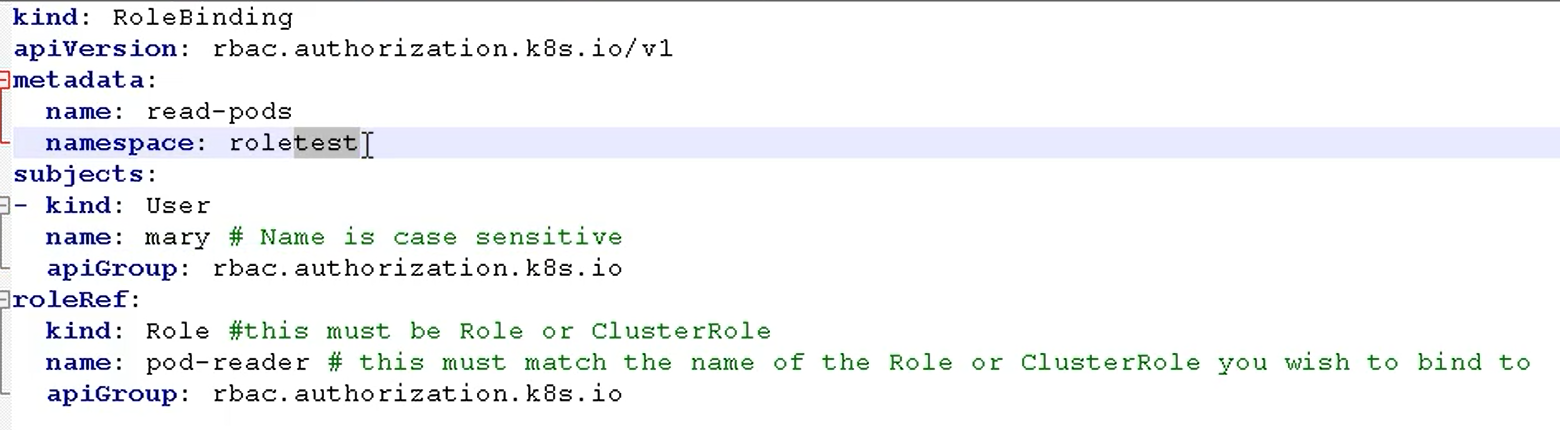 kind: RoleBinding
apiVersion: rbac.authorization.k8s.io/v1
metadata:
  name: read-pods
  namespace: roletest
subjects:
- kind: User
  name: mary # Name is case sensitive
  apiGroup: rbac.authorization.k8s.io
roleRef:
  kind: Role #this must be Role or ClusterRole
  name: pod-reader # this must match the name of the Role or ClusterRole you wish to bind to
  apiGroup: rbac.authorization.k8s.io